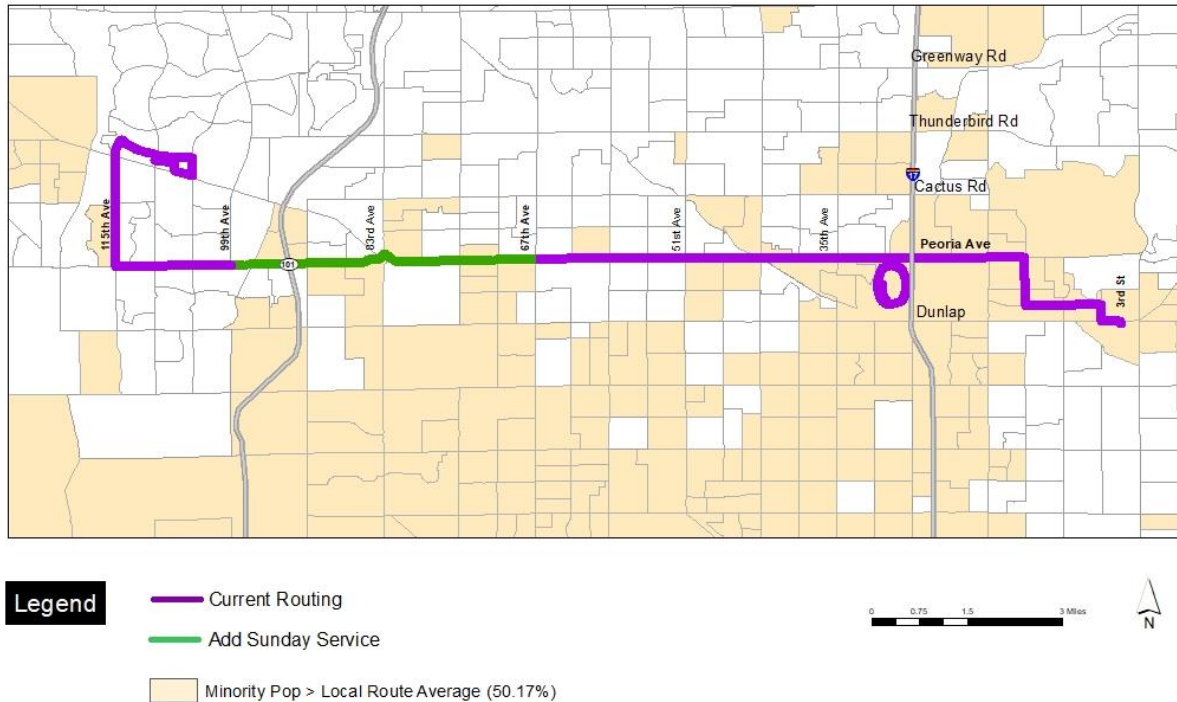 Greenway Rd
Thunderbird Rd
17
Cactus Rd
115th Ave
99th Ave
83rd Ave
67th Ave
51st Ave
35th Ave
Peoria Ave
101
3rd St
Dunlap
Legend
Current Routing
Add Sunday Service
Minority Pop > Local Route Average (50.17%)
0 0.75 1.5 3 Miles
N